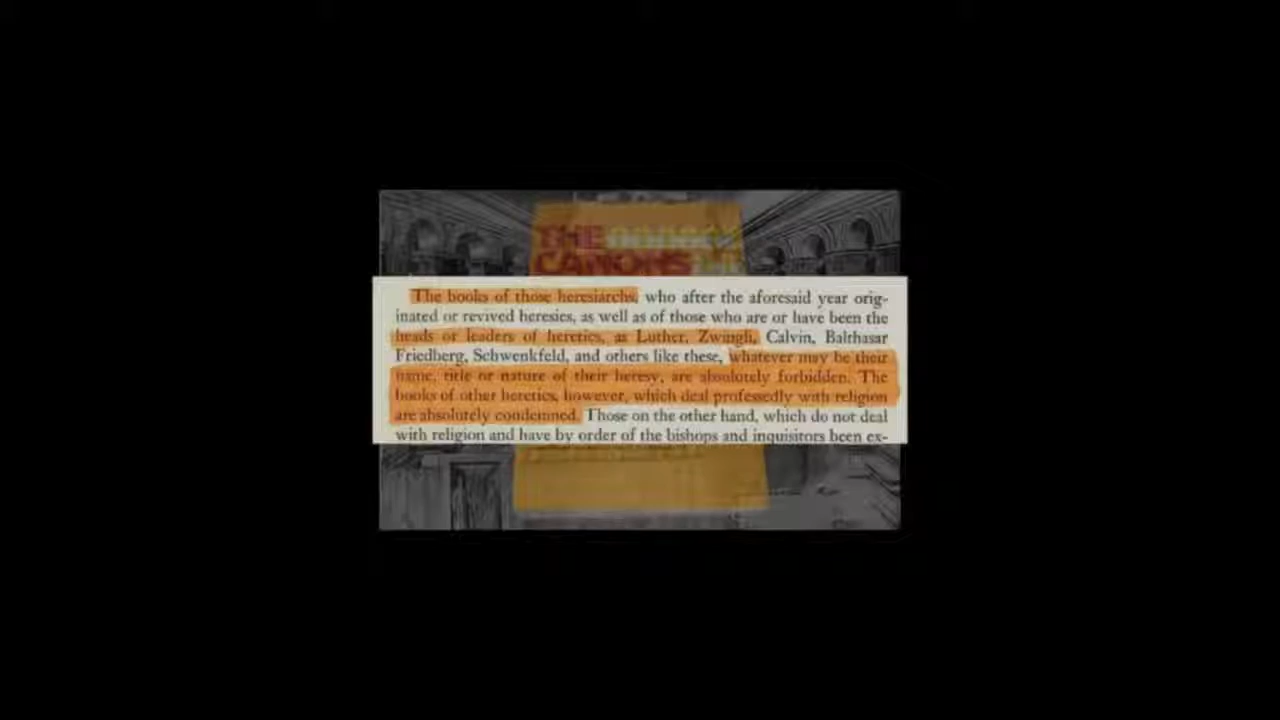 THE
CANONS
The books of those heresiarchs, who after the aforesaid year orig-
inated or revived heresies, as well as of those who are or have been the
heads or leaders of heretics, as Luther, Zwingli, Calvin, Balthasar
Friedberg, Schwenkfeld, and others like these, whatever may be their
name, title or nature of their heresy, are absolutely forbidden. The
books of other heretics, however, which deal professedly with religion
are absolutely condemned. Those on the other hand, which do not deal
with religion and have by order of the bishops and inquisitors been ex-